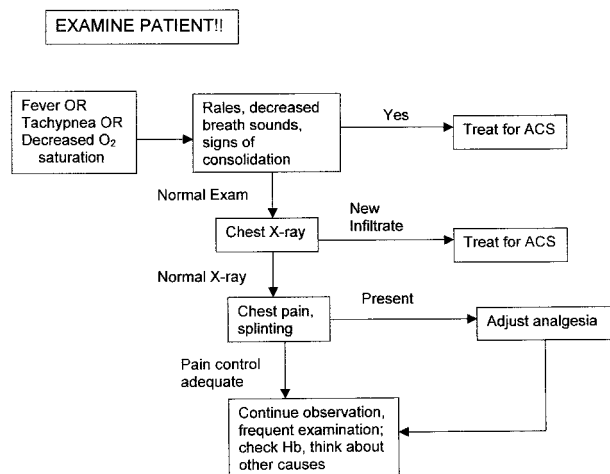 EXAMINE PATIENT!!
Fever OR
Tachypnea OR
Decreased O₂
saturation
Rales, decreased
breath sounds,
signs of
consolidation
Yes
Treat for ACS
Normal Exam
Chest X-ray
New
Infiltrate
Treat for ACS
Normal X-ray
Chest pain,
splinting
Present
Adjust analgesia
Pain control
adequate
Continue observation,
frequent examination;
check Hb, think about
other causes